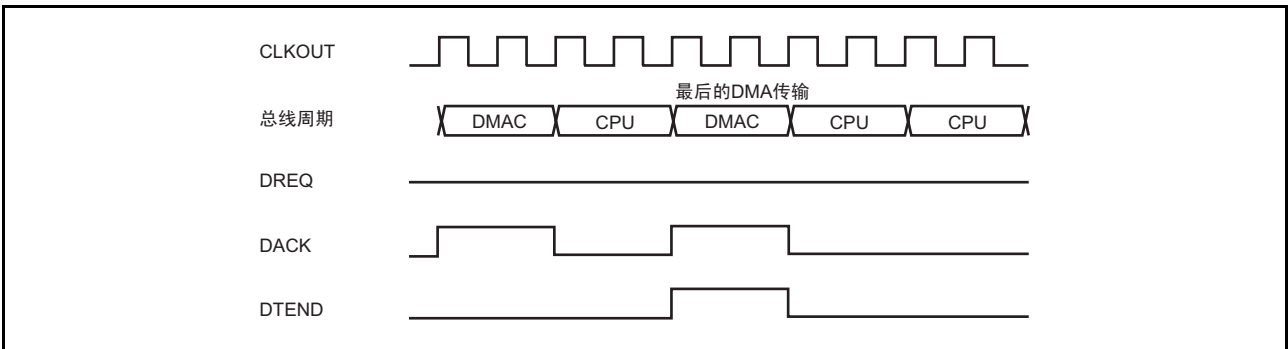 CLKOUT
最后的DMA传输
总线周期 DMAC CPU DMAC CPU CPU
DREQ
DACK
DTEND